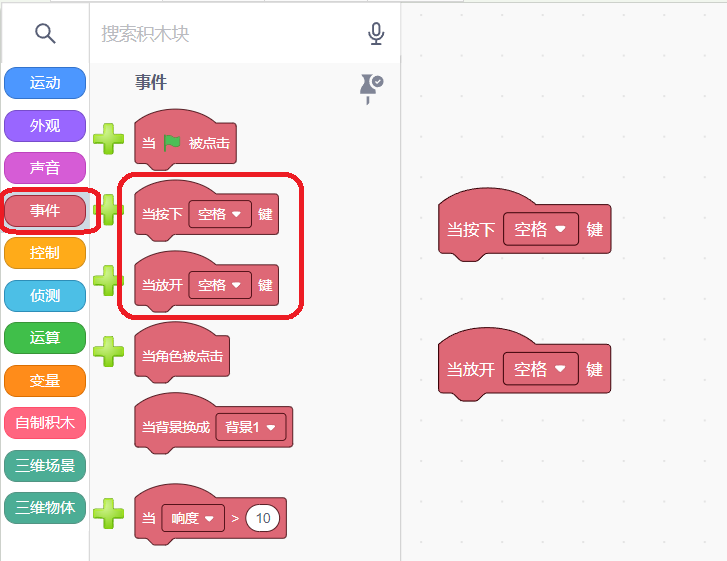 搜索积木块
运动
外观
声音
事件
控制
侦测
运算
变量
自制积木
三维场景
三维物体
事件
当 被点击
当按下 空格 键
当放开 空格 键
当角色被点击
当背景换成 背景1
当 响度 > 10
当按下 空格 键
当放开 空格 键